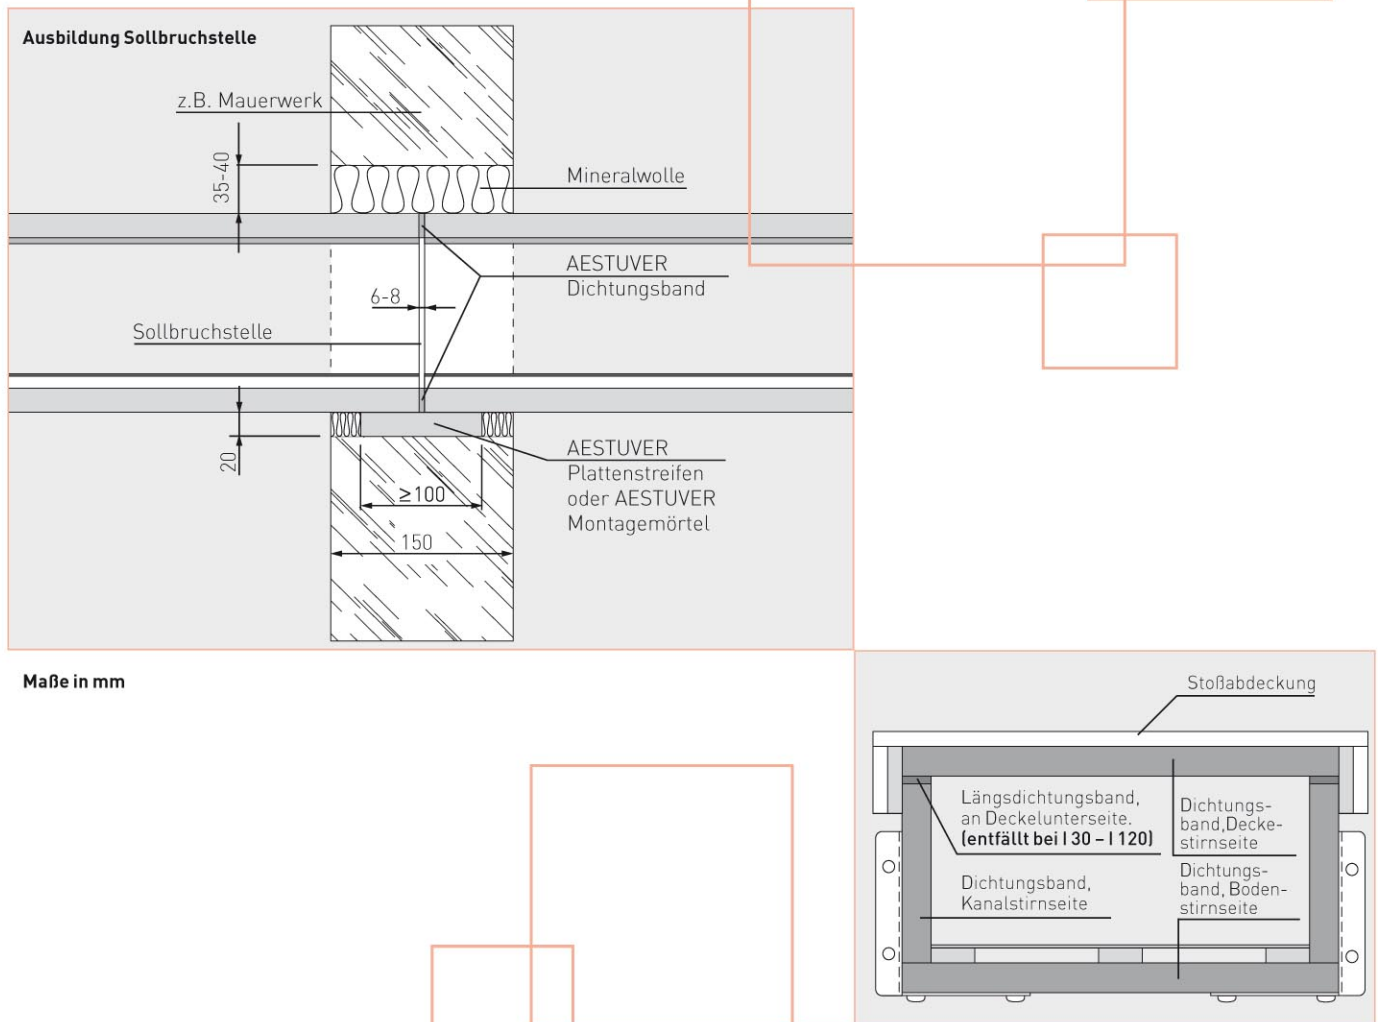 Ausbildung Sollbruchstelle
z.B. Mauerwerk
35-40
Mineralwolle
AESTUVER
Dichtungsband
6-8
Sollbruchstelle
20
AESTUVER
Plattenstreifen
oder AESTUVER
Montagemörtel
≥100
150
Maße in mm
Stoßabdeckung
Längsdichtungsband,
an Deckelunterseite.
(entfällt bei I 30 – I 120)
Dichtungs-
band,Decke-
stirnseite
Dichtungsband,
Kanalstirnseite
Dichtungs-
band, Boden-
stirnseite